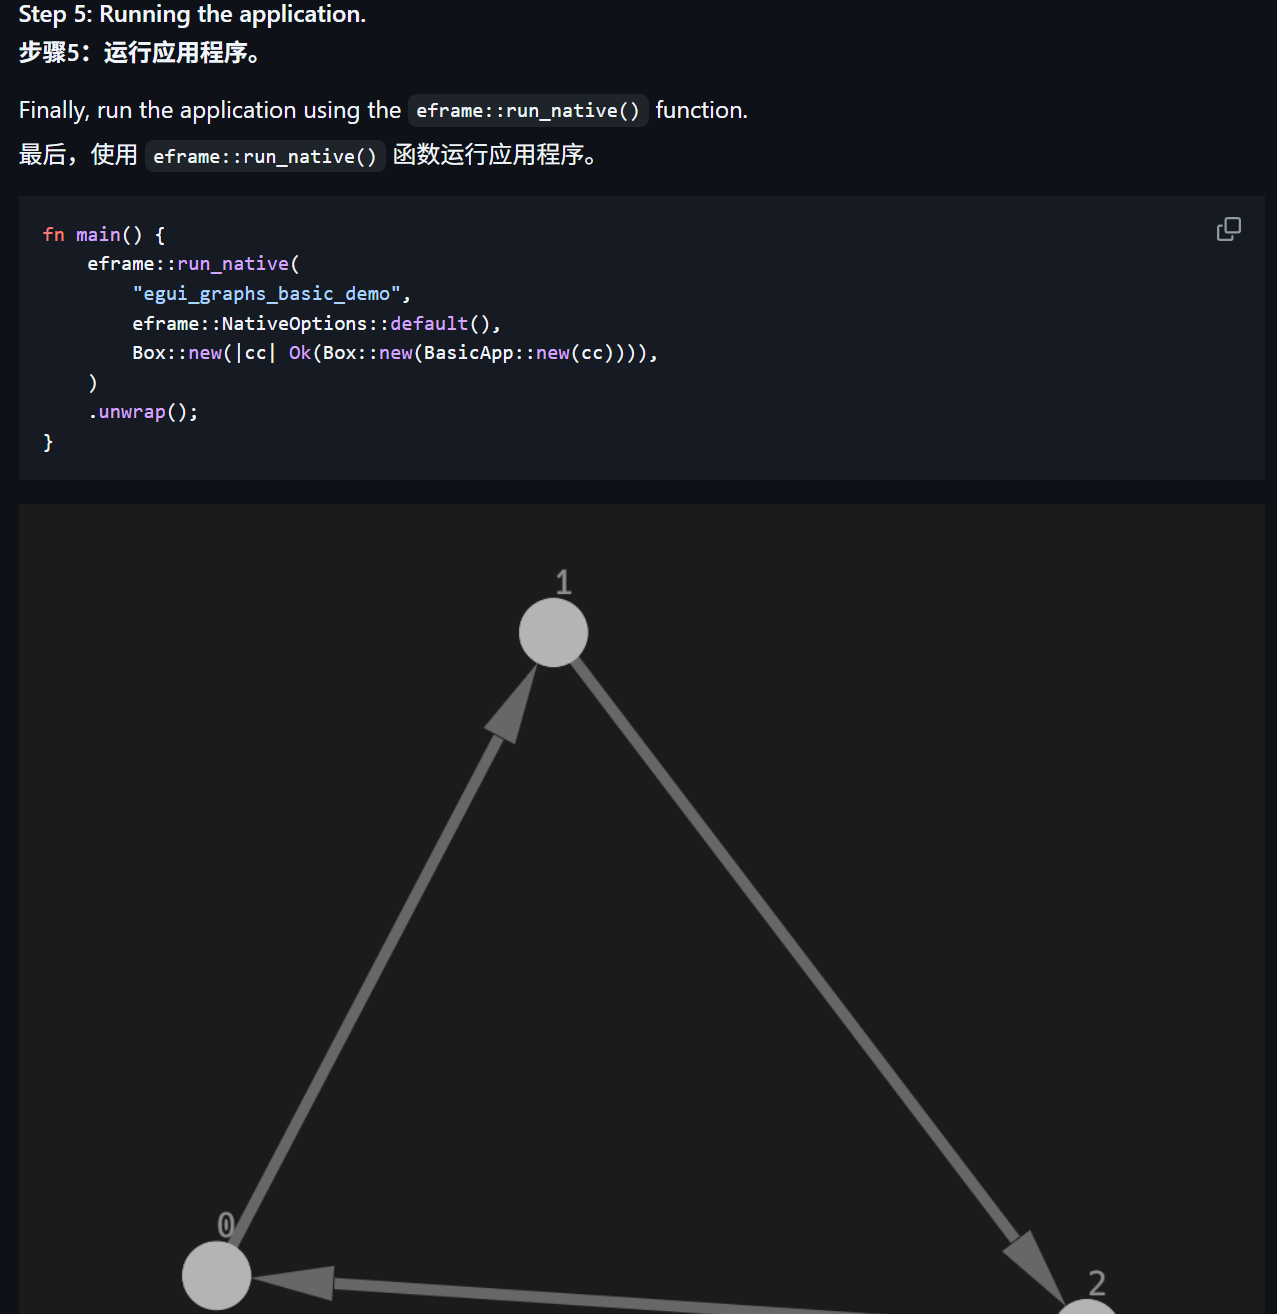 Step 5: Running the application.
步骤5：运行应用程序。
Finally, run the application using the eframe::run_native() function.
最后，使用 eframe::run_native() 函数运行应用程序。
fn main() {
    eframe::run_native(
        "egui_graphs_basic_demo",
        eframe::NativeOptions::default(),
        Box::new(|cc| Ok(Box::new(BasicApp::new(cc)))),
    )
    .unwrap();
}
1
0
2